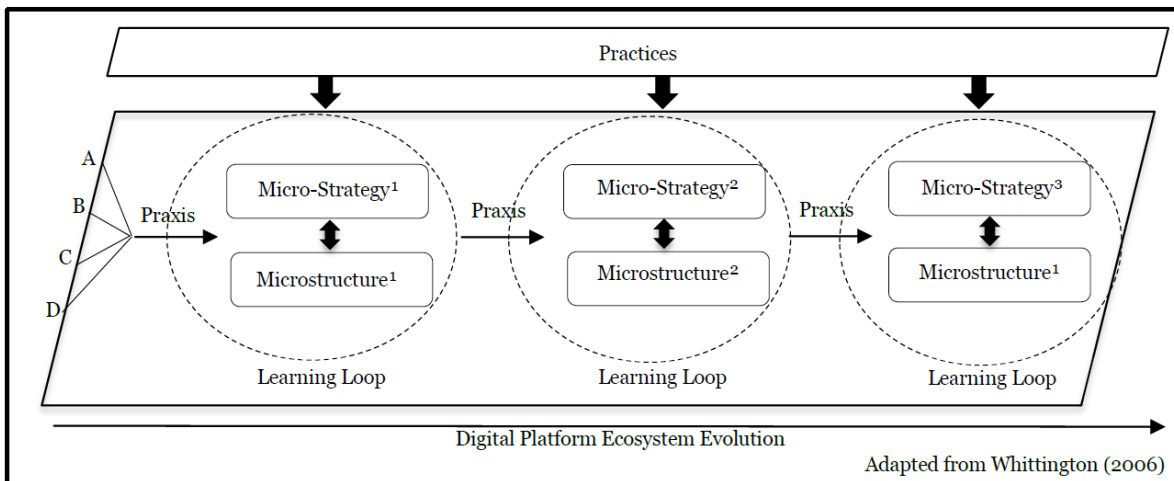 Practices
A
B
C
D
Praxis
Micro-Strategy¹
Microstructure¹
Learning Loop
Praxis
Micro-Strategy²
Microstructure²
Learning Loop
Praxis
Micro-Strategy³
Microstructure¹
Learning Loop
Digital Platform Ecosystem Evolution
Adapted from Whittington (2006)